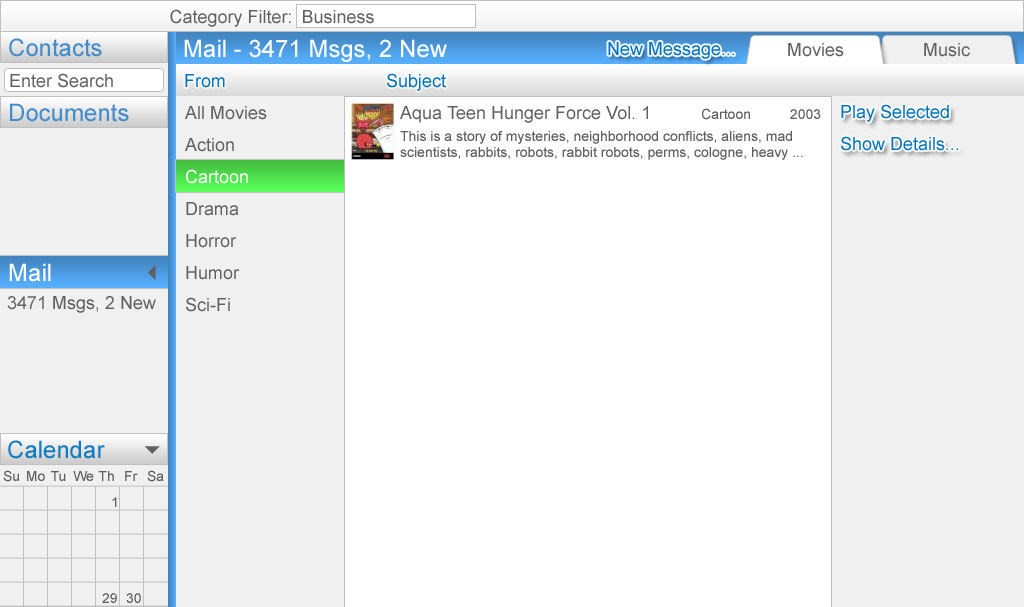 Category Filter: Business
Contacts
Enter Search
Documents
Mail
3471 Msgs, 2 New
Calendar
Su Mo Tu We Th Fr Sa
1
29 30
Mail - 3471 Msgs, 2 New
New Message...
Movies
Music
From
Subject
All Movies
Action
Cartoon
Drama
Horror
Humor
Sci-Fi
Aqua Teen Hunger Force Vol. 1 Cartoon 2003
This is a story of mysteries, neighborhood conflicts, aliens, mad
scientists, rabbits, robots, rabbit robots, perms, cologne, heavy ...
Play Selected
Show Details...